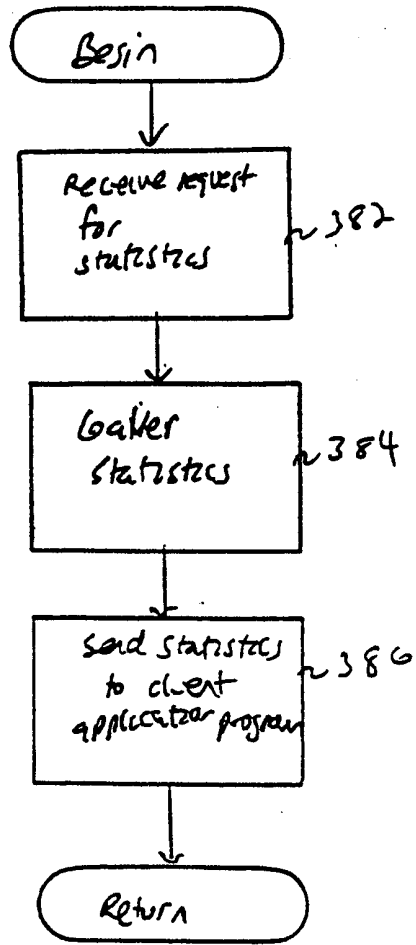 Begin
Receive request
for
statistics
382
Gather
Statistics
384
Send Statistics
to client
application program
386
Return